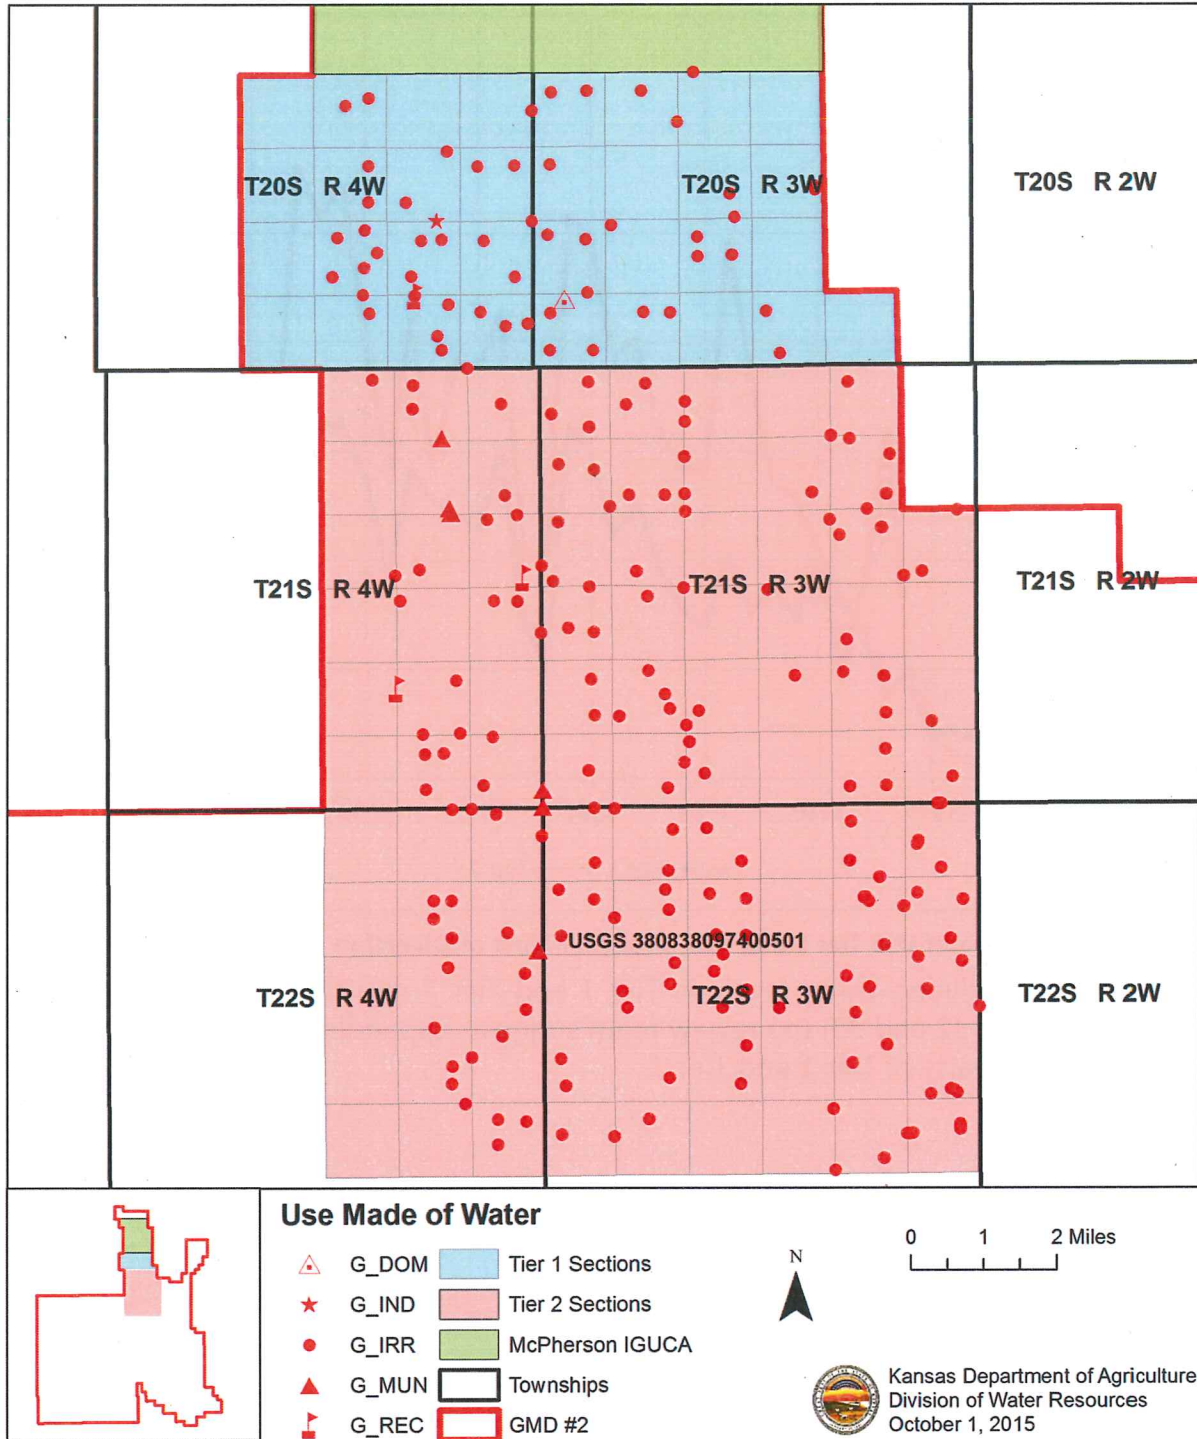 T20S R 4W
T20S R 3W
T20S R 2W
T21S R 4W
T21S R 3W
T21S R 2W
USGS 380838097400501
T22S R 4W
T22S R 3W
T22S R 2W
Use Made of Water
G_DOM Tier 1 Sections
G_IND Tier 2 Sections
G_IRR McPherson IGUCA
G_MUN Townships
G_REC GMD #2
N
0 1 2 Miles
Kansas Department of Agriculture
Division of Water Resources
October 1, 2015